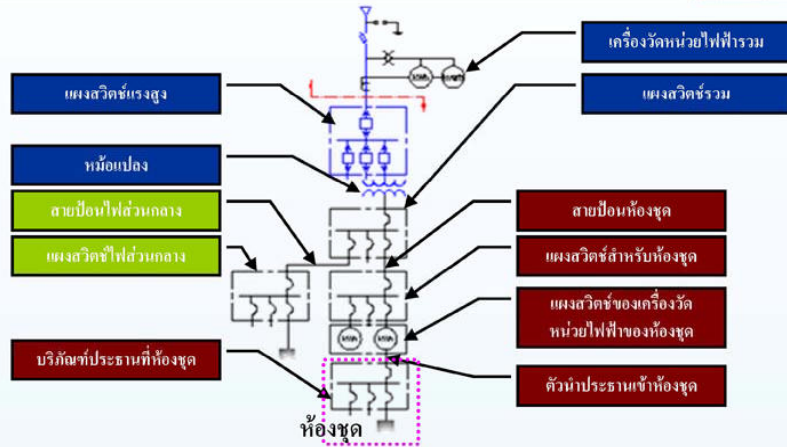 เครื่องวัดหน่วยไฟฟ้ารวม
แผงสวิตช์แรงสูง
แผงสวิตช์รวม
หม้อแปลง
สายป้อนไฟส่วนกลาง
สายป้อนห้องชุด
แผงสวิตช์ไฟส่วนกลาง
แผงสวิตช์สำหรับห้องชุด
แผงสวิตช์ของเครื่องวัด
หน่วยไฟฟ้าของห้องชุด
บริภัณฑ์ประธานที่ห้องชุด
ตัวนำประธานเข้าห้องชุด
ห้องชุด